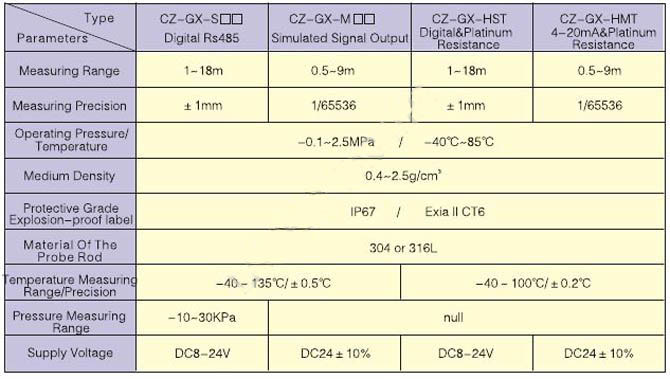 Type
Parameters
CZ-GX-S□□
Digital Rs485
CZ-GX-M□□
Simulated Signal Output
CZ-GX-HST
Digital&Platinum
Resistance
CZ-GX-HMT
4-20mA&Platinum
Resistance
Measuring Range
1~18m
0.5~9m
1~18m
0.5~9m
Measuring Precision
±1mm
1/65536
±1mm
1/65536
Operating Pressure/
Temperature
-0.1~2.5MPa / -40℃~85℃
Medium Density
0.4~2.5g/cm³
Protective Grade
Explosion-proof label
IP67 / Exia II CT6
Material Of The
Probe Rod
304 or 316L
Temperature Measuring
Range/Precision
-40-135℃/±0.5℃
-40-100℃/±0.2℃
Pressure Measuring
Range
-10~30KPa
null
Supply Voltage
DC8-24V
DC24±10%
DC8-24V
DC24±10%